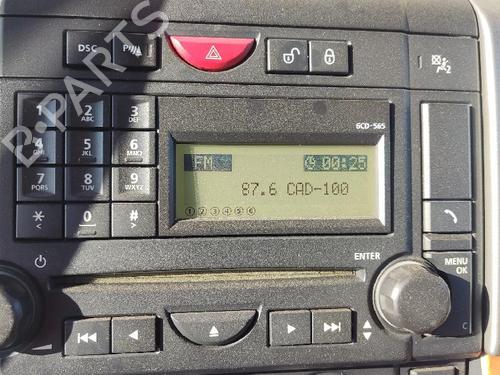 DSC
6CD-565
1
2 ABC
3 DEF
4 GHI
5 JKL
6 MNO
7 PQRS
8 TUV
9 WXYZ
* <
0
# >
FM 00:25
87.6 CAD-100
1 2 3 4 5 6
ENTER
MENU
OK
C
B-PARTS